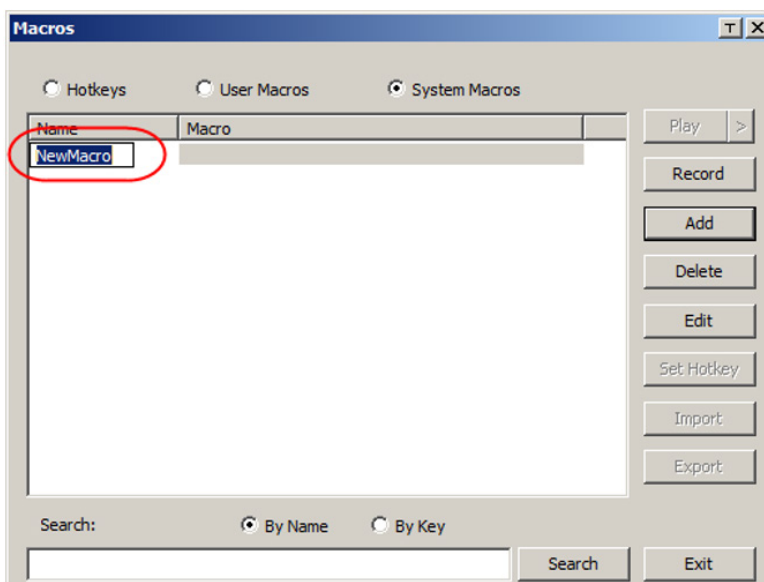 Macros
Hotkeys User Macros System Macros
Name Macro
NewMacro
Play >
Record
Add
Delete
Edit
Set Hotkey
Import
Export
Search: By Name By Key
Search Exit